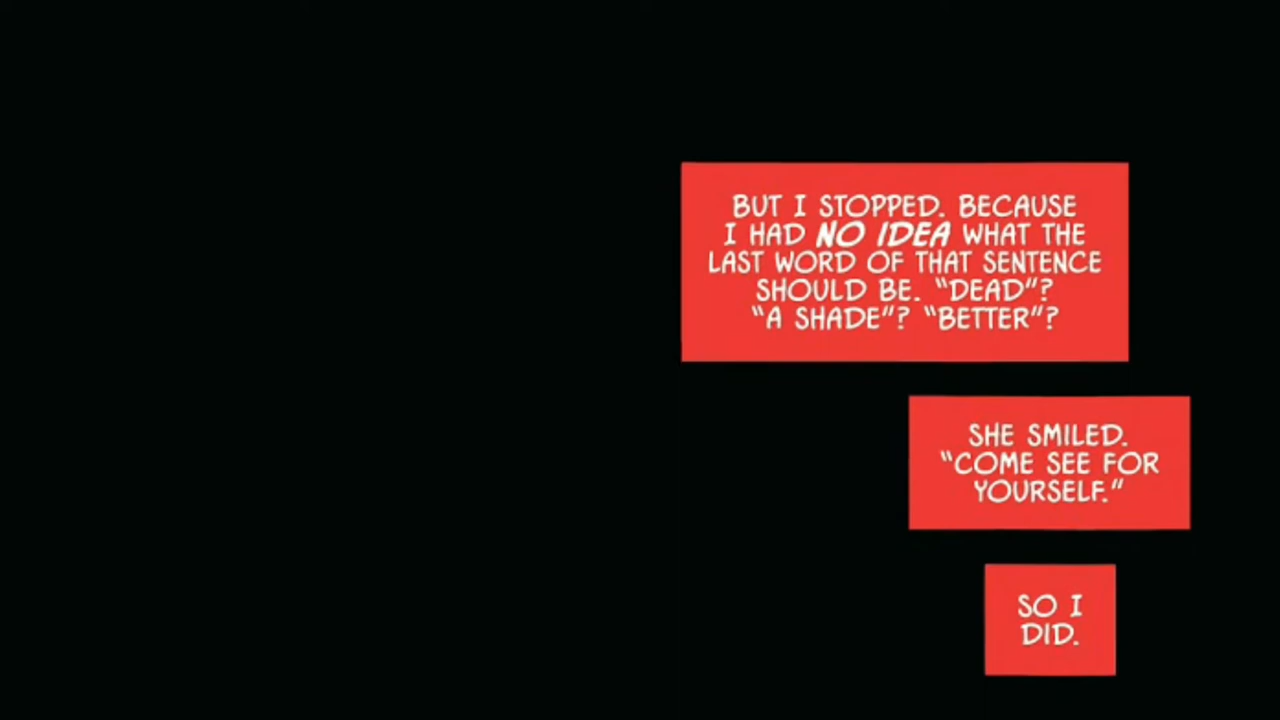 BUT I STOPPED. BECAUSE
I HAD NO IDEA WHAT THE
LAST WORD OF THAT SENTENCE
SHOULD BE. “DEAD”?
“A SHADE”? “BETTER”?
SHE SMILED.
“COME SEE FOR
YOURSELF.”
SO I
DID.